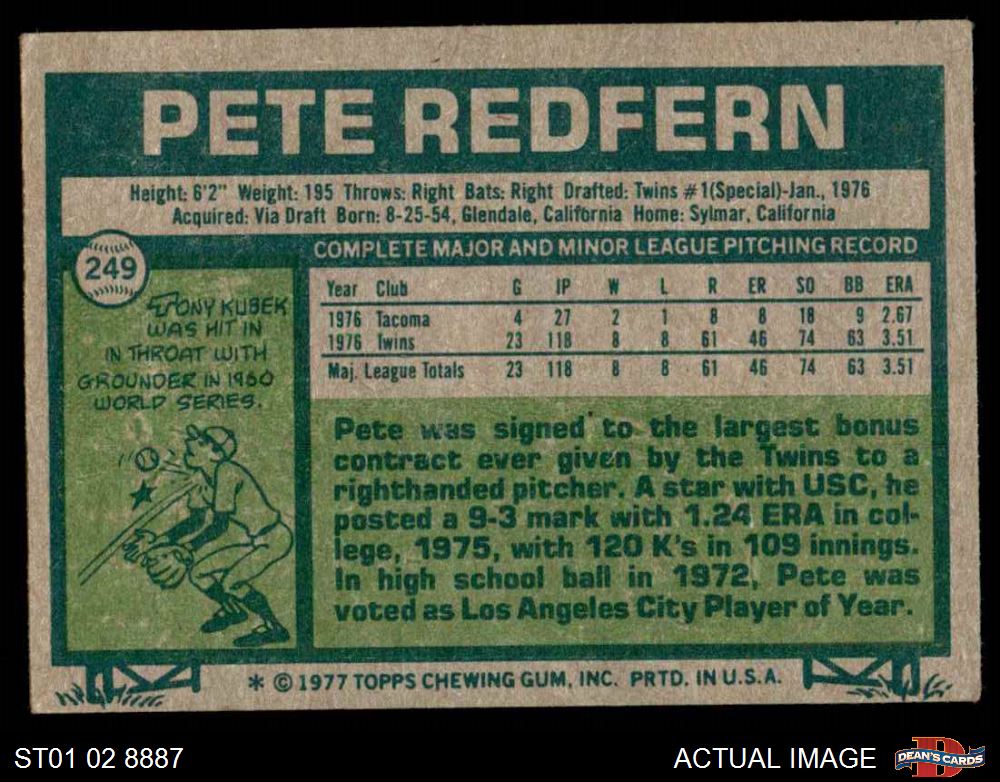 PETE REDFERN
Height: 6'2" Weight: 195 Throws: Right Bats: Right Drafted: Twins #1(Special)-Jan., 1976
Acquired: Via Draft Born: 8-25-54, Glendale, California Home: Sylmar, California
249
TONY KUBEK
WAS HIT IN
IN THROAT WITH
GROUNDER IN 1960
WORLD SERIES.
COMPLETE MAJOR AND MINOR LEAGUE PITCHING RECORD
Year Club G IP W L R ER SO BB ERA
1976 Tacoma 4 27 2 1 8 8 18 9 2.67
1976 Twins 23 118 8 8 61 46 74 63 3.51
Maj. League Totals 23 118 8 8 61 46 74 63 3.51
Pete was signed to the largest bonus
contract ever given by the Twins to a
righthanded pitcher. A star with USC, he
posted a 9-3 mark with 1.24 ERA in col-
lege, 1975, with 120 K's in 109 innings.
In high school ball in 1972, Pete was
voted as Los Angeles City Player of Year.
* © 1977 TOPPS CHEWING GUM, INC. PRTD. IN U.S.A.
ST01 02 8887
ACTUAL IMAGE
D
DEAN'S CARDS